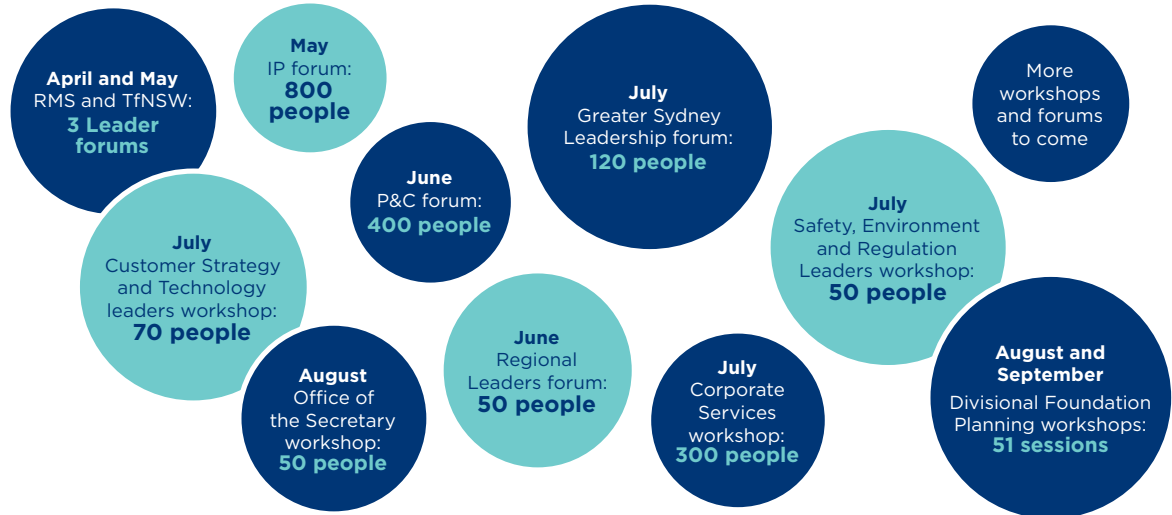 April and May
RMS and TfNSW:
3 Leader
forums
May
IP forum:
800
people
June
P&C forum:
400 people
July
Greater Sydney
Leadership forum:
120 people
More
workshops
and forums
to come
July
Customer Strategy
and Technology
leaders workshop:
70 people
July
Safety, Environment
and Regulation
Leaders workshop:
50 people
August
Office of
the Secretary
workshop:
50 people
June
Regional
Leaders forum:
50 people
July
Corporate
Services
workshop:
300 people
August and
September
Divisional Foundation
Planning workshops:
51 sessions